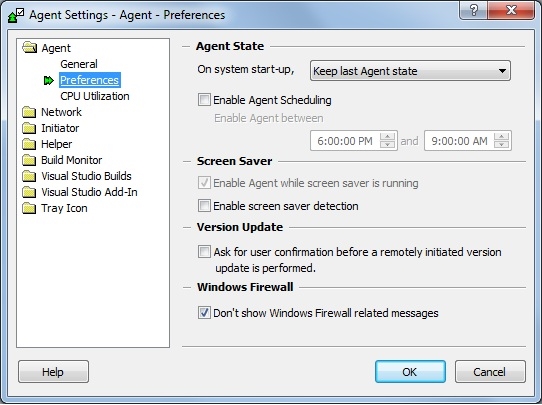 Agent Settings - Agent - Preferences
Agent
General
Preferences
CPU Utilization
Network
Initiator
Helper
Build Monitor
Visual Studio Builds
Visual Studio Add-In
Tray Icon
Agent State
On system start-up, Keep last Agent state
Enable Agent Scheduling
Enable Agent between
6:00:00 PM and 9:00:00 AM
Screen Saver
Enable Agent while screen saver is running
Enable screen saver detection
Version Update
Ask for user confirmation before a remotely initiated version
update is performed.
Windows Firewall
Don't show Windows Firewall related messages
Help OK Cancel